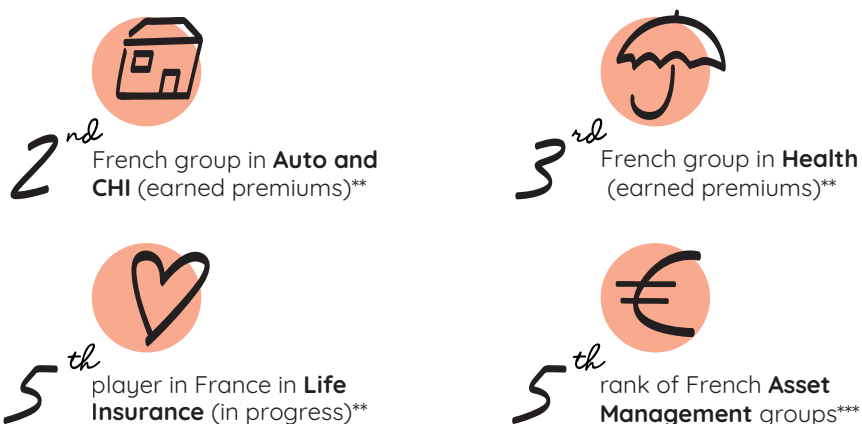 2nd
French group in Auto and
CHI (earned premiums)**
3rd
French group in Health
(earned premiums)**
5th
player in France in Life
Insurance (in progress)**
€
5th
rank of French Asset
Management groups***